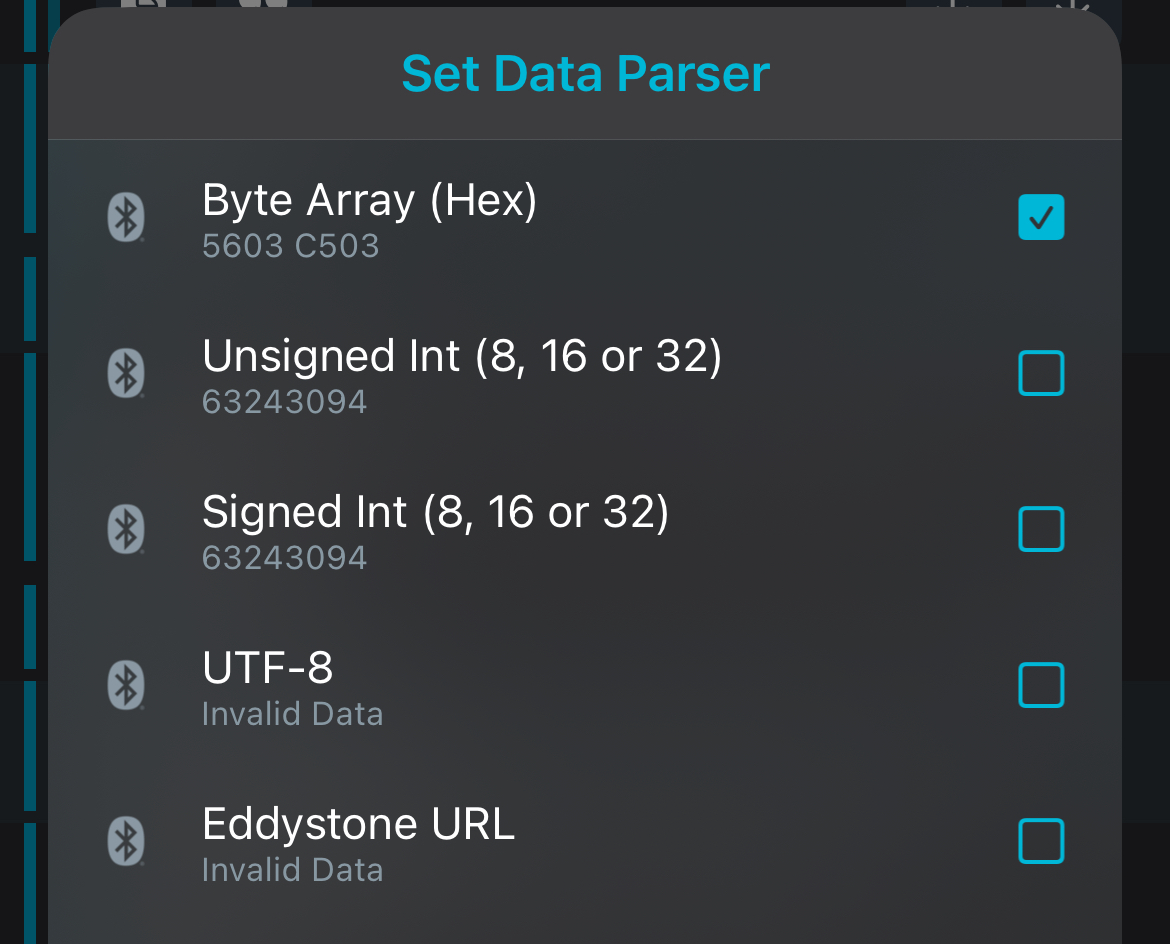 Set Data Parser
Byte Array (Hex)
5603 C503
Unsigned Int (8, 16 or 32)
63243094
Signed Int (8, 16 or 32)
63243094
UTF-8
Invalid Data
Eddystone URL
Invalid Data